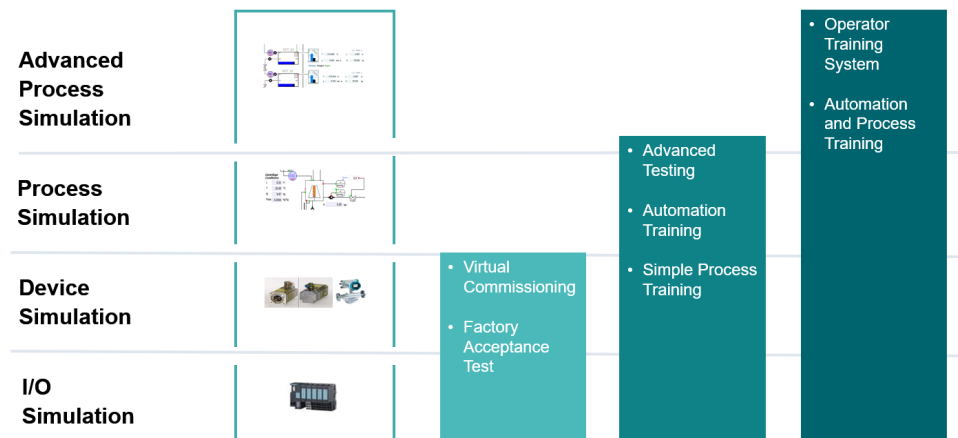 Advanced
Process
Simulation
Process
Simulation
Device
Simulation
I/O
Simulation
• Virtual
Commissioning
• Factory
Acceptance
Test
• Advanced
Testing
• Automation
Training
• Simple Process
Training
• Operator
Training
System
• Automation
and Process
Training